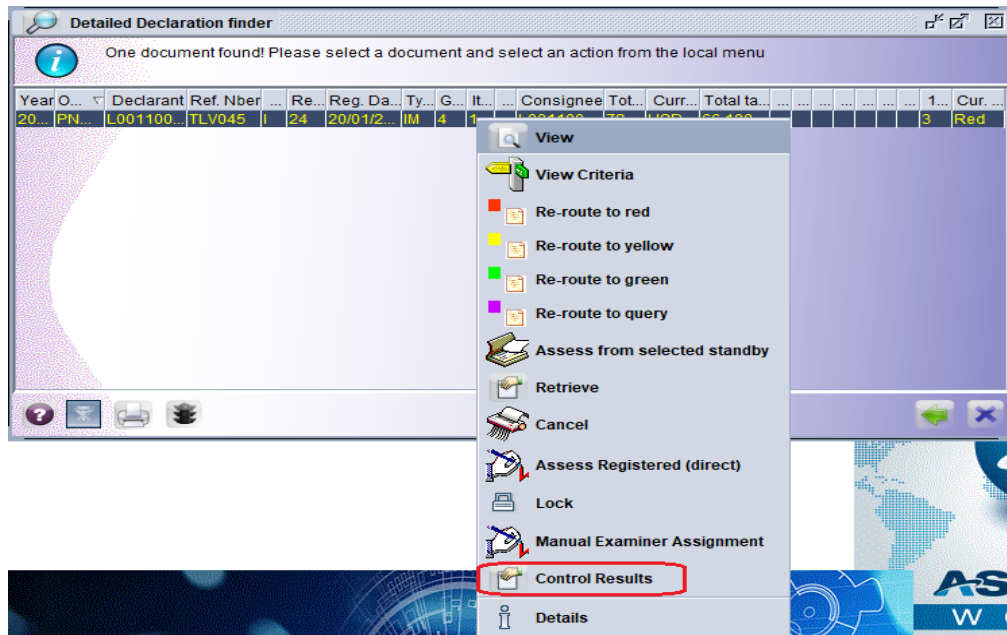 Detailed Declaration finder
One document found! Please select a document and select an action from the local menu
Year O... Declarant Ref. Nber ... Re... Reg. Da... Ty... G... It... ... Consignee Tot... Curr... Total ta... ... ... ... ... ... ... 1... Cur. ...
20... PN... L001100... TLV045 I 24 20/01/2... IM 4 3 Red
View
View Criteria
Re-route to red
Re-route to yellow
Re-route to green
Re-route to query
Assess from selected standby
Retrieve
Cancel
Assess Registered (direct)
Lock
Manual Examiner Assignment
Control Results
Details
AS
W